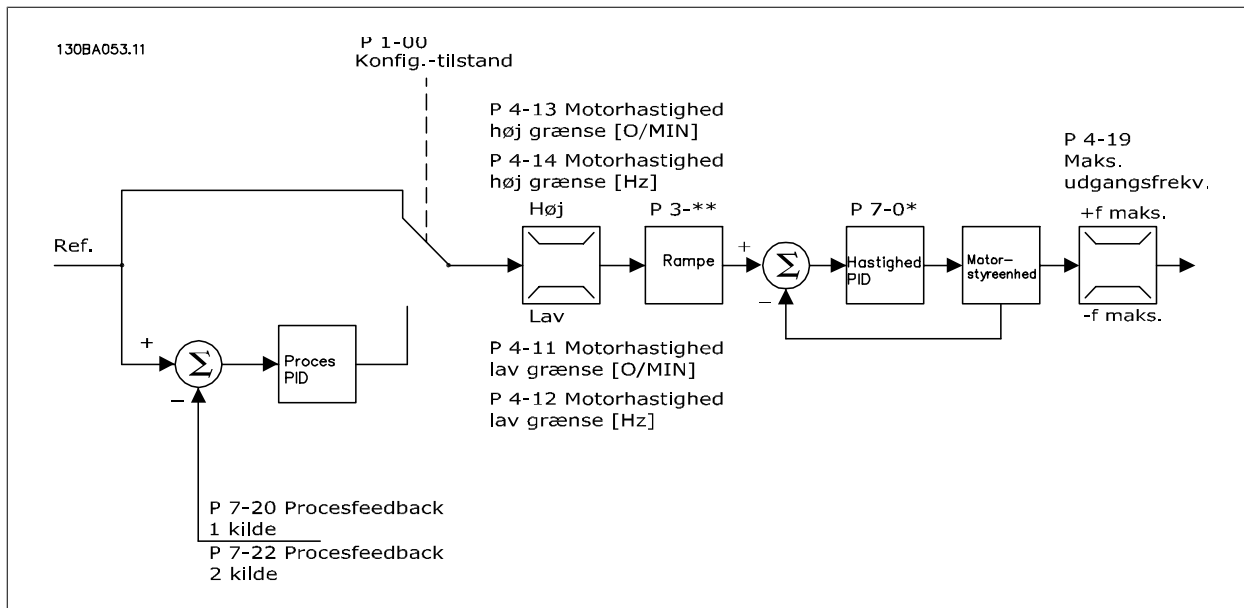 130BA053.11
P 1-00
Konfig.-tilstand
P 4-13 Motorhastighed
høj grænse [O/MIN]
P 4-14 Motorhastighed
høj grænse [Hz]
P 4-19
Maks.
udgangsfrekv.
Høj
P 3-**
P 7-0*
+f maks.
Ref.
Rampe
+
Σ
−
Hastighed
PID
Motor-
styreenhed
Lav
-f maks.
+
Σ
−
Proces
PID
P 4-11 Motorhastighed
lav grænse [O/MIN]
P 4-12 Motorhastighed
lav grænse [Hz]
P 7-20 Procesfeedback
1 kilde
P 7-22 Procesfeedback
2 kilde